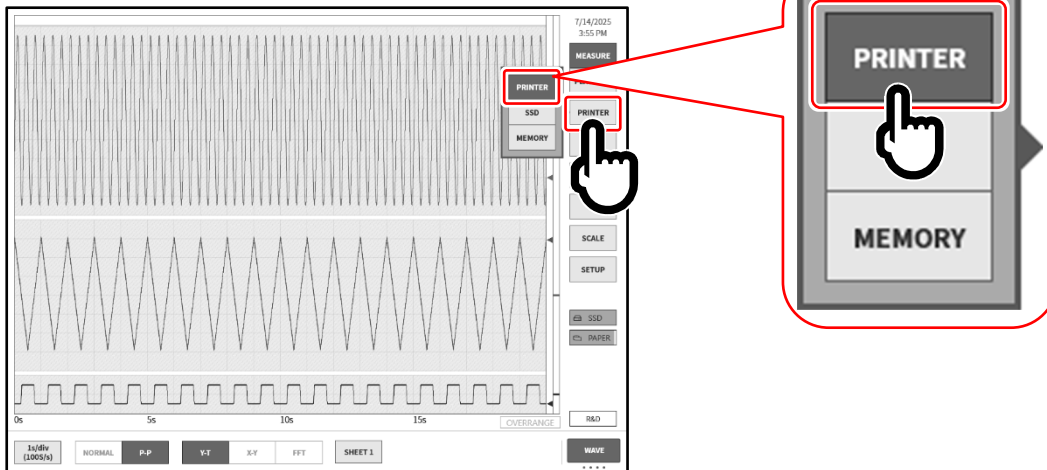 7/14/2025
3:55 PM
MEASURE
PRINTER
PRINTER
SSD
MEMORY
SCALE
SETUP
SSD
PAPER
0s 5s 10s 15s
OVERRANGE
R&D
1s/div
(100S/s)
NORMAL P-P Y-T X-Y FFT SHEET 1 WAVE
PRINTER
MEMORY